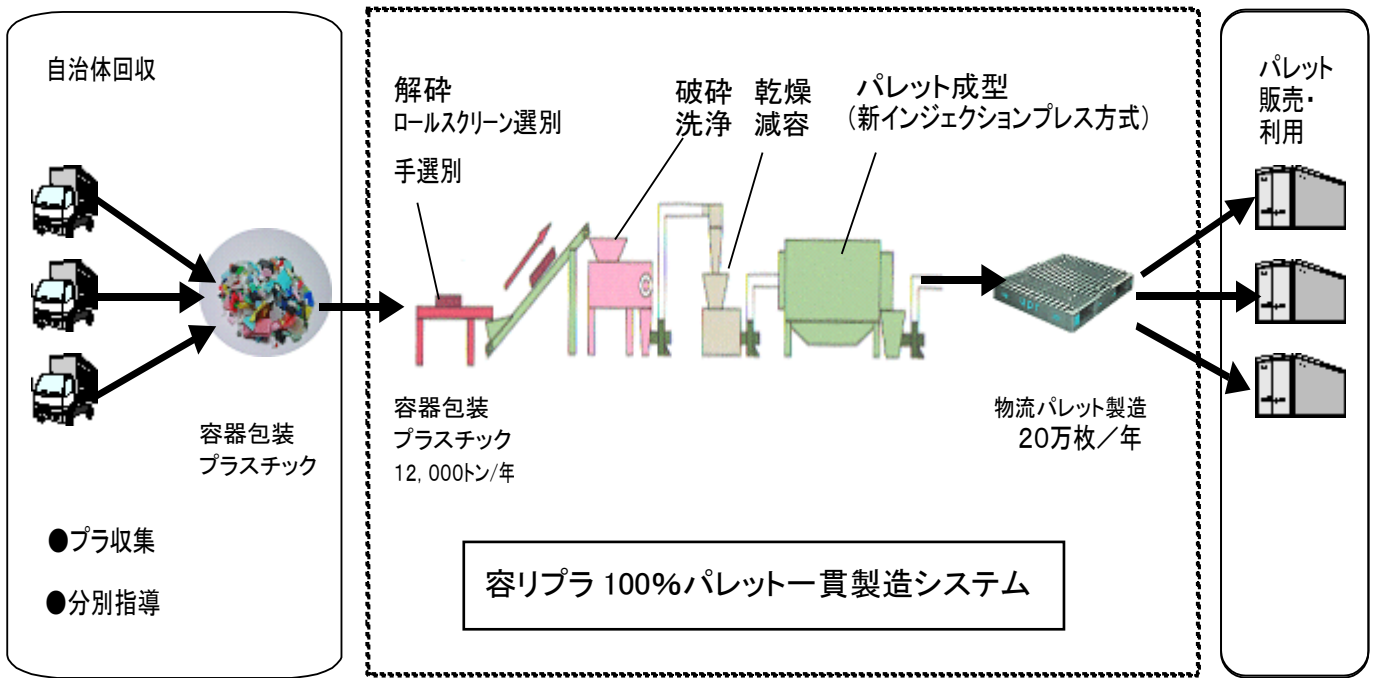 自治体回収
容器包装
プラスチック
●プラ収集
●分別指導
解砕
ロールスクリーン選別
手選別
破砕
洗浄
乾燥
減容
パレット成型
(新インジェクションプレス方式)
容器包装
プラスチック
12,000トン/年
物流パレット製造
20万枚/年
容リプラ 100%パレット一貫製造システム
パレット
販売・
利用